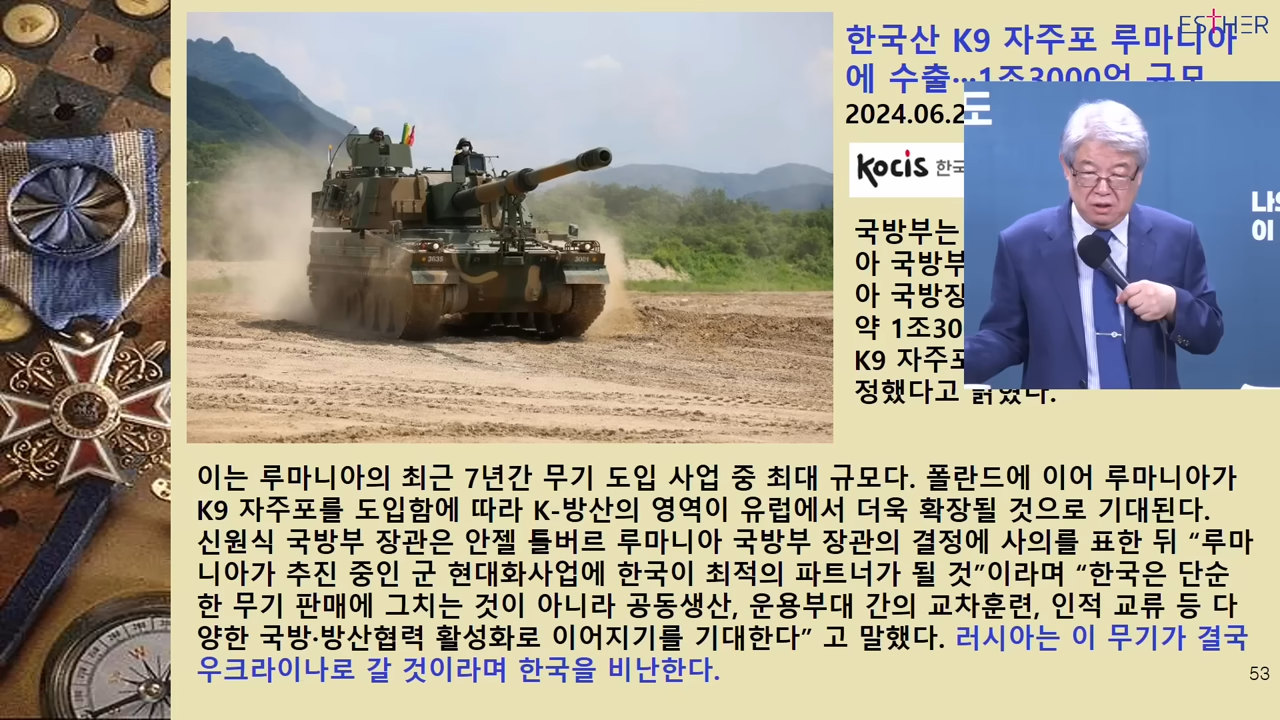 ESTHER
한국산 K9 자주포 루마니아
에 수출…1조3000억 규모
2024.06.2
Kocis 한국
도
나의
이
국방부는
아 국방부
아 국방장
약 1조30
K9 자주포
정했다고 밝혔다.
이는 루마니아의 최근 7년간 무기 도입 사업 중 최대 규모다. 폴란드에 이어 루마니아가
K9 자주포를 도입함에 따라 K-방산의 영역이 유럽에서 더욱 확장될 것으로 기대된다.
신원식 국방부 장관은 안젤 틀버르 루마니아 국방부 장관의 결정에 사의를 표한 뒤 “루마
니아가 추진 중인 군 현대화사업에 한국이 최적의 파트너가 될 것”이라며 “한국은 단순
한 무기 판매에 그치는 것이 아니라 공동생산, 운용부대 간의 교차훈련, 인적 교류 등 다
양한 국방·방산협력 활성화로 이어지기를 기대한다” 고 말했다. 러시아는 이 무기가 결국
우크라이나로 갈 것이라며 한국을 비난한다.
53